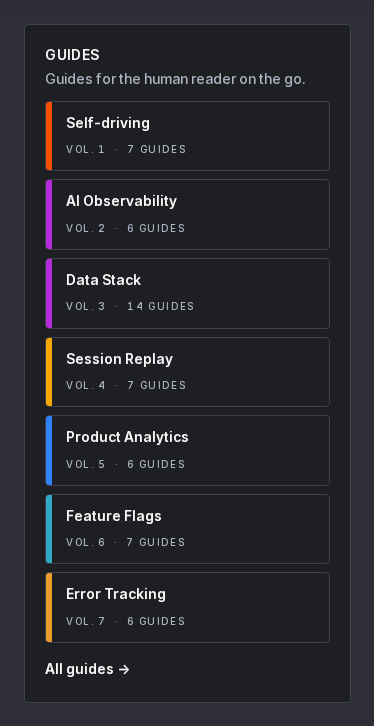 GUIDES
Guides for the human reader on the go.
Self-driving
VOL. 1 · 7 GUIDES
AI Observability
VOL. 2 · 6 GUIDES
Data Stack
VOL. 3 · 14 GUIDES
Session Replay
VOL. 4 · 7 GUIDES
Product Analytics
VOL. 5 · 6 GUIDES
Feature Flags
VOL. 6 · 7 GUIDES
Error Tracking
VOL. 7 · 6 GUIDES
All guides →